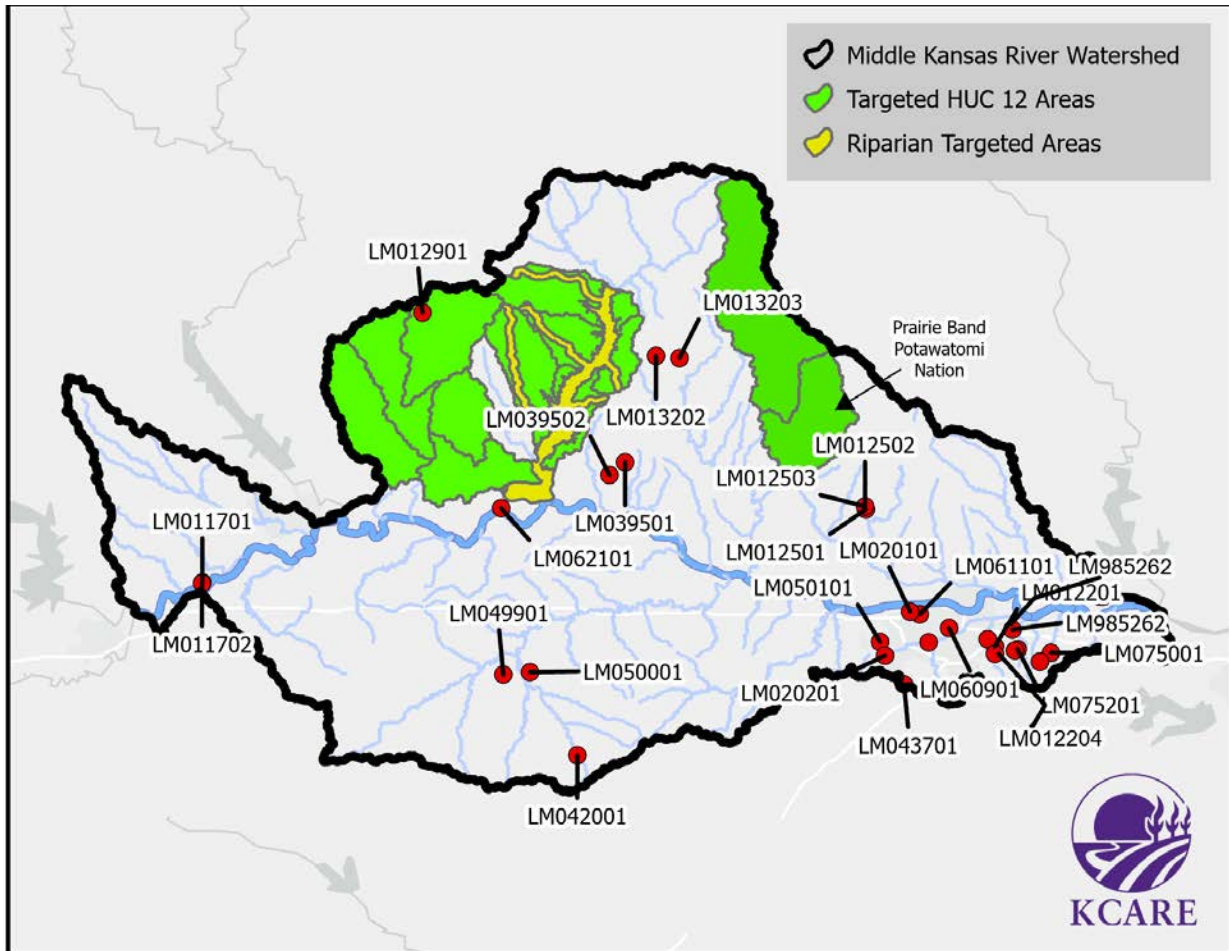 Middle Kansas River Watershed
Targeted HUC 12 Areas
Riparian Targeted Areas
LM012901
LM013203
Prairie Band
Potawatomi
Nation
LM039502
LM013202
LM012502
LM012503
LM011701
LM039501
LM062101
LM012501
LM020101
LM061101
LM985262
LM050101
LM012201
LM049901
LM985262
LM011702
LM075001
LM050001
LM020201
LM060901
LM075201
LM012204
LM043701
LM042001
KCARE